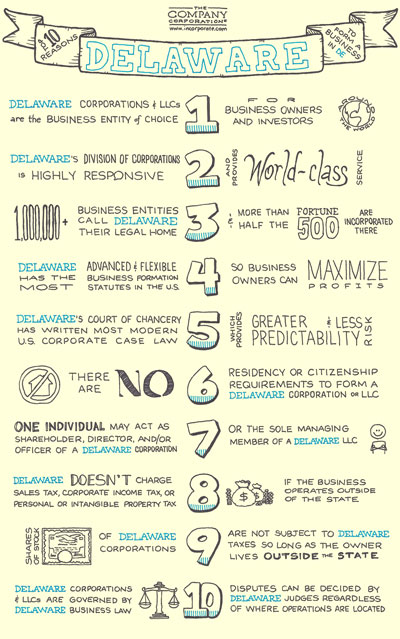 THE
COMPANY
CORPORATION®
www.incorporate.com
TOP 10 REASONS
DELAWARE
TO FORM A BUSINESS IN DE
DELAWARE CORPORATIONS & LLCs
are the BUSINESS ENTITY of CHOICE
1
FOR
BUSINESS OWNERS
AND INVESTORS
AROUND THE WORLD
DELAWARE'S DIVISION OF CORPORATIONS
is HIGHLY RESPONSIVE
2
AND PROVIDES
World-class
SERVICE
1,000,000+
BUSINESS ENTITIES
CALL DELAWARE
THEIR LEGAL HOME
3
& MORE THAN
HALF THE
FORTUNE
500
ARE
INCORPORATED
THERE
DELAWARE
HAS THE
MOST
ADVANCED & FLEXIBLE
BUSINESS FORMATION
STATUTES IN THE U.S.
4
SO BUSINESS
OWNERS CAN
MAXIMIZE
PROFITS
DELAWARE'S COURT OF CHANCERY
HAS WRITTEN MOST MODERN
U.S. CORPORATE CASE LAW
5
WHICH PROVIDES
GREATER & LESS
PREDICTABILITY RISK
THERE
ARE
NO
6
RESIDENCY OR CITIZENSHIP
REQUIREMENTS TO FORM A
DELAWARE CORPORATION OR LLC
ONE INDIVIDUAL MAY ACT AS
SHAREHOLDER, DIRECTOR, AND/OR
OFFICER OF A DELAWARE CORPORATION
7
OR THE SOLE MANAGING
MEMBER OF A DELAWARE LLC
DELAWARE DOESN'T CHARGE
SALES TAX, CORPORATE INCOME TAX, OR
PERSONAL OR INTANGIBLE PROPERTY TAX
8
$ $
IF THE BUSINESS
OPERATES OUTSIDE
OF THE STATE
SHARES
OF STOCK
OF DELAWARE
CORPORATIONS
9
ARE NOT SUBJECT TO DELAWARE
TAXES SO LONG AS THE OWNER
LIVES OUTSIDE THE STATE
DELAWARE CORPORATIONS
& LLCs ARE GOVERNED BY
DELAWARE BUSINESS LAW
10
DISPUTES CAN BE DECIDED BY
DELAWARE JUDGES REGARDLESS
OF WHERE OPERATIONS ARE LOCATED